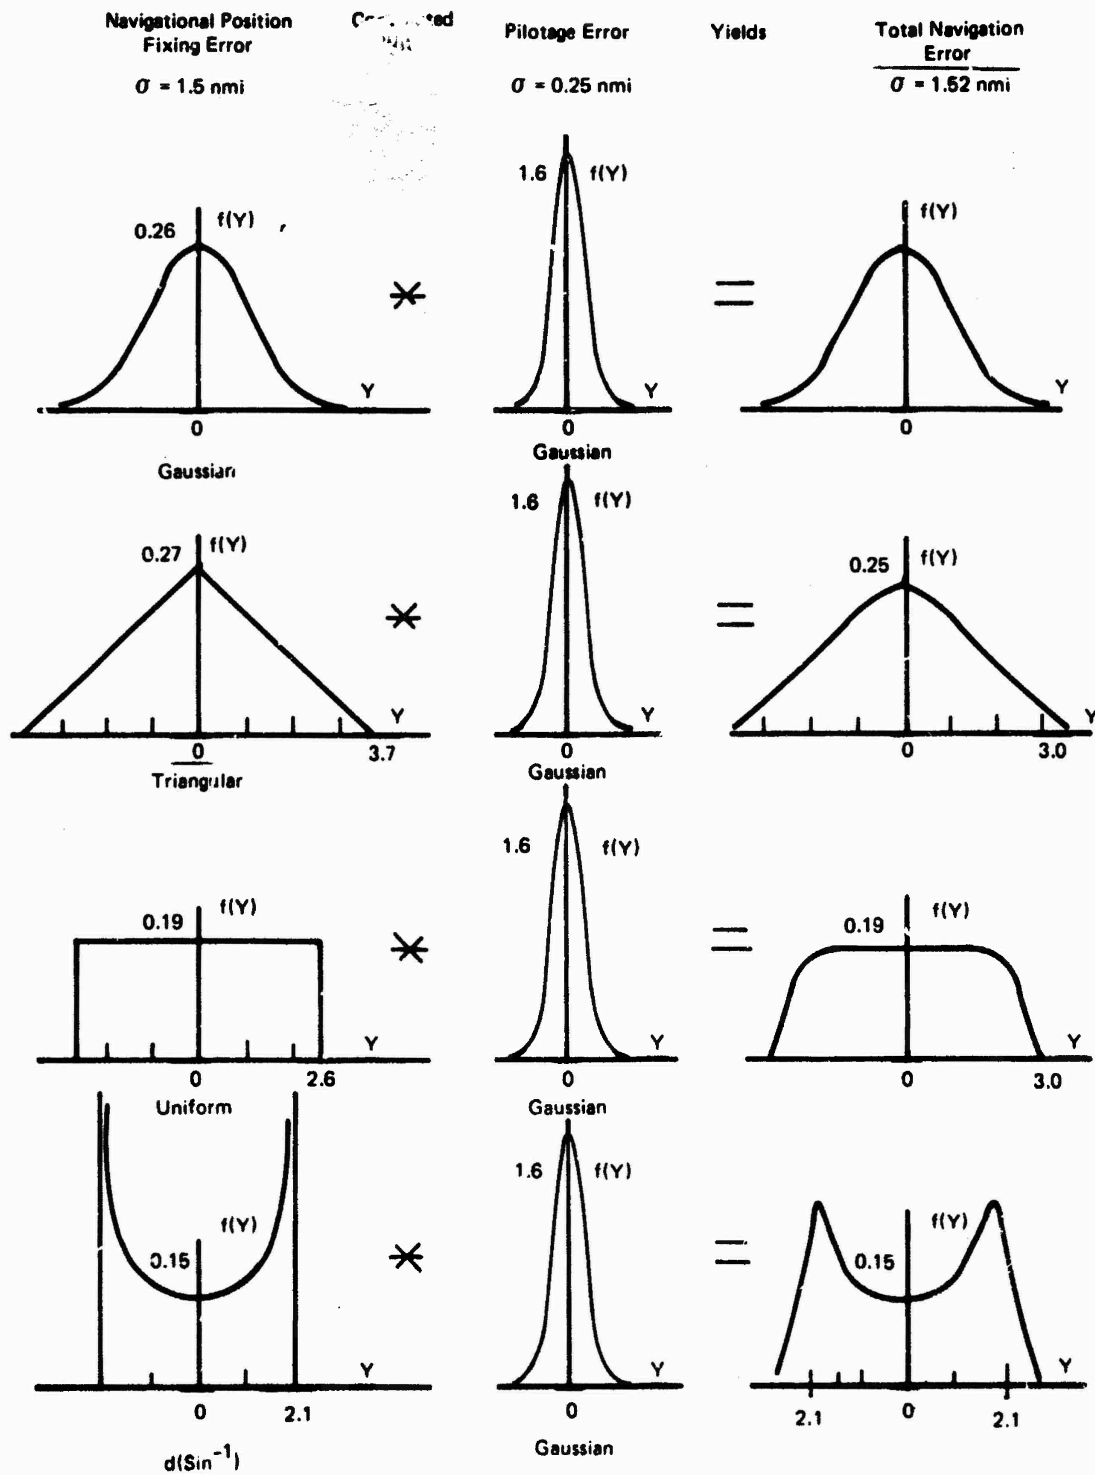 Navigational Position
Fixing Error
σ = 1.5 nmi
Pilotage Error
σ = 0.25 nmi
Yields
Total Navigation
Error
σ = 1.52 nmi
0.26 f(Y)
Y
0
Gaussian
*
1.6 f(Y)
Y
0
Gaussian
=
f(Y)
Y
0
0.27 f(Y)
Y
0 3.7
Triangular
*
1.6 f(Y)
Y
0
Gaussian
=
0.25 f(Y)
Y
0 3.0
0.19 f(Y)
Y
0 2.6
Uniform
*
1.6 f(Y)
Y
0
Gaussian
=
0.19 f(Y)
Y
0 3.0
f(Y)
0.15
Y
0 2.1
d(Sin⁻¹)
*
1.6 f(Y)
Y
0
Gaussian
=
f(Y)
0.15
Y
2.1 0 2.1